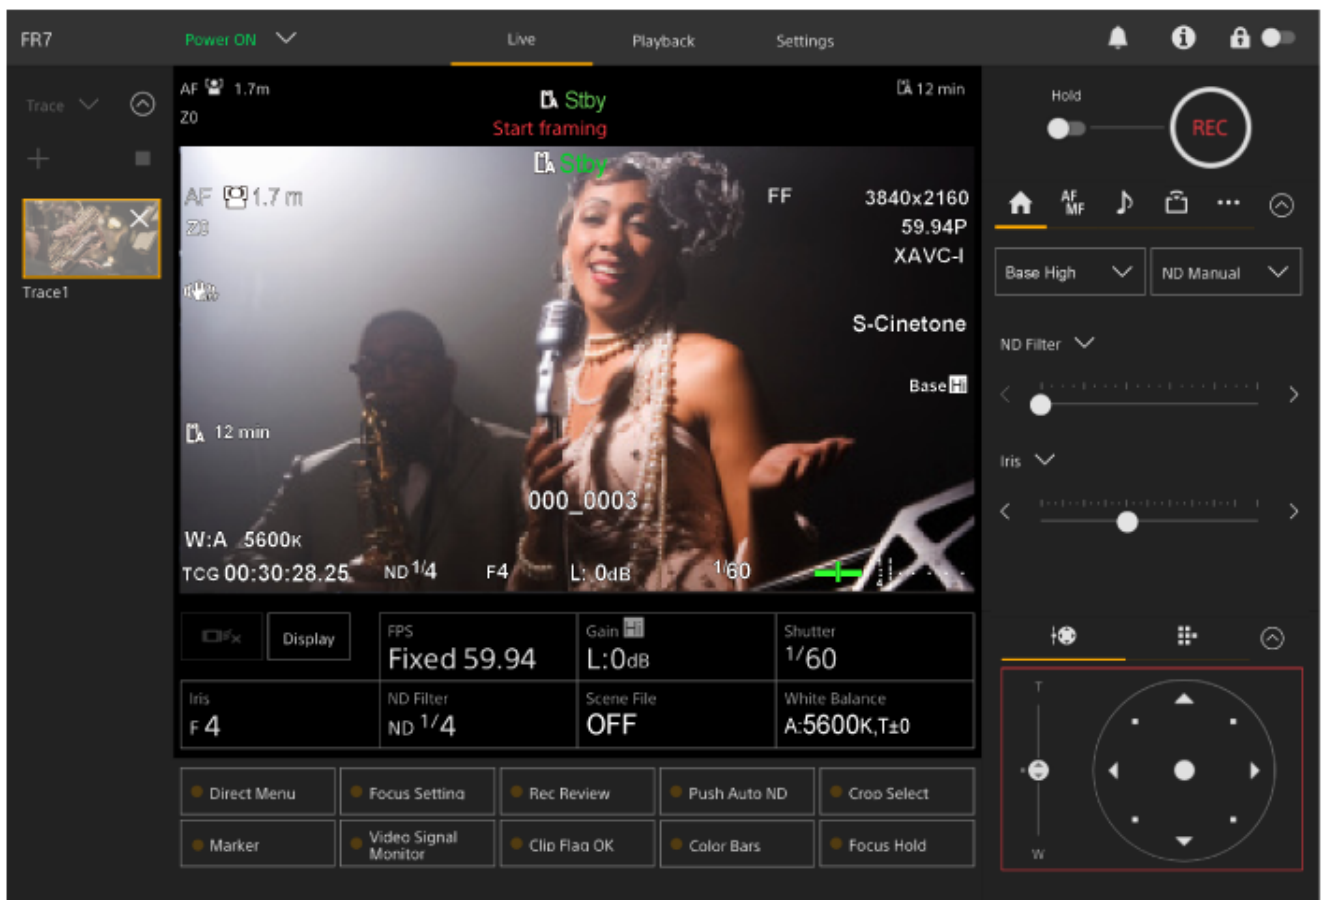 FR7
Power ON
Live
Playback
Settings
Trace
Trace1
AF 1.7m
Z0
Stby
Start framing
12 min
Stby
AF 1.7 m
Z0
FF
3840x2160
59.94P
XAVC-I
S-Cinetone
Base Hi
12 min
000_0003
W:A 5600K
TCG 00:30:28.25
ND 1/4
F4
L: 0dB
1/60
Display
FPS
Fixed 59.94
Gain Hi
L:0dB
Shutter
1/60
Iris
F 4
ND Filter
ND 1/4
Scene File
OFF
White Balance
A:5600K,T±0
Direct Menu
Focus Setting
Rec Review
Push Auto ND
Crop Select
Marker
Video Signal
Monitor
Clip Flag OK
Color Bars
Focus Hold
Hold
REC
AF
MF
Base High
ND Manual
ND Filter
Iris
T
W